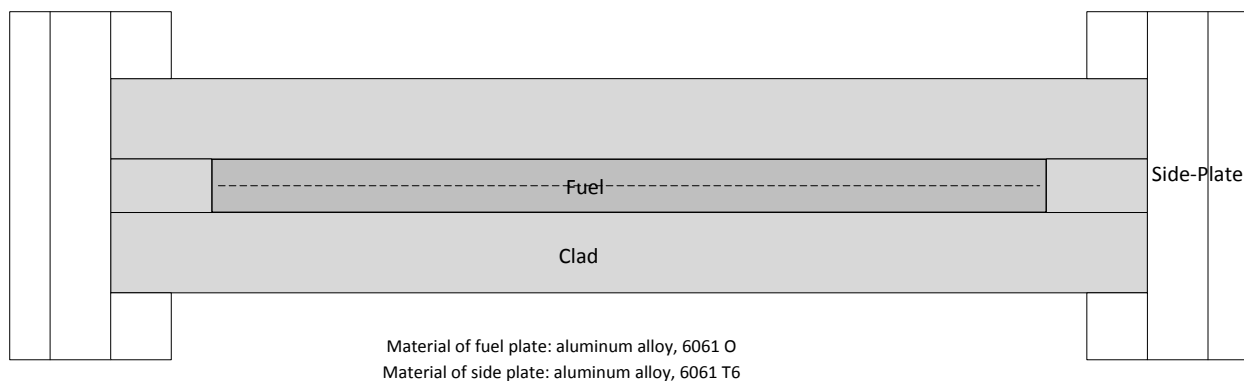 Side-Plate
Fuel
Clad
Material of fuel plate: aluminum alloy, 6061 O
Material of side plate: aluminum alloy, 6061 T6